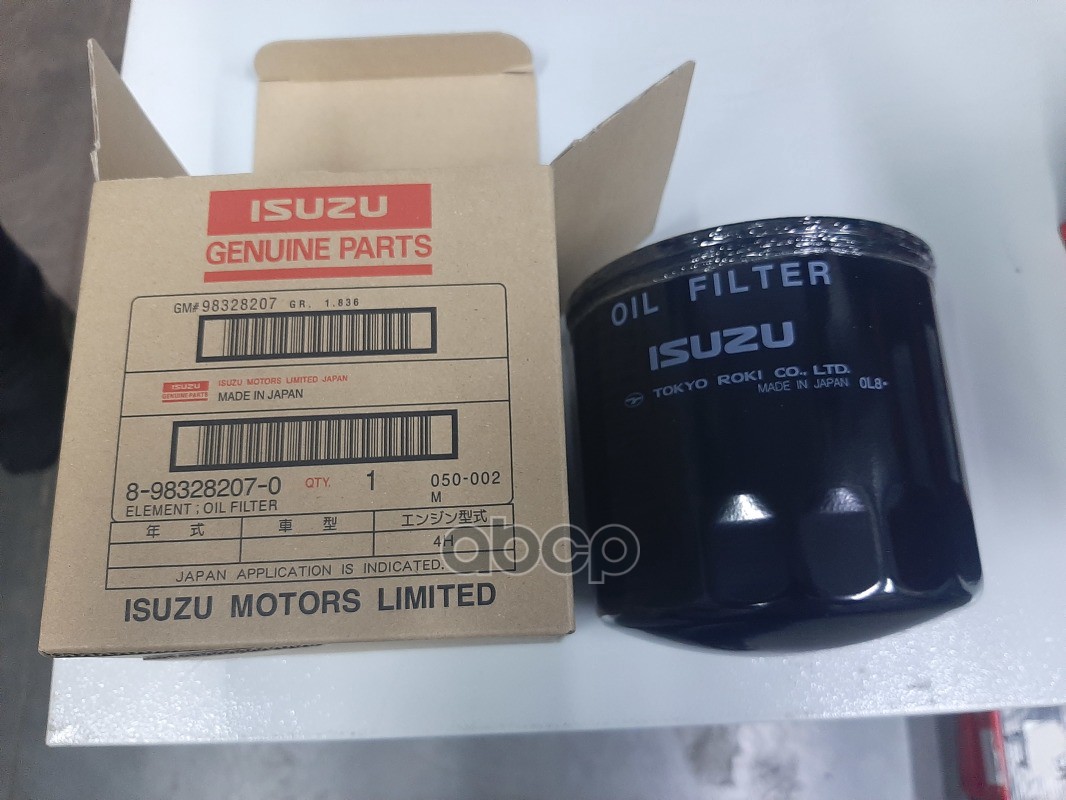 ISUZU
GENUINE PARTS
GM# 98328207 GR. 1.836
ISUZU
GENUINE PARTS
ISUZU MOTORS LIMITED JAPAN
MADE IN JAPAN
8-98328207-0 QTY. 1 050-002
M
ELEMENT ; OIL FILTER
年 式 車 型 エンジン型式
4H
JAPAN APPLICATION IS INDICATED.
ISUZU MOTORS LIMITED
OIL FILTER
ISUZU
TOKYO ROKI CO., LTD.
MADE IN JAPAN 0L8-
abcp